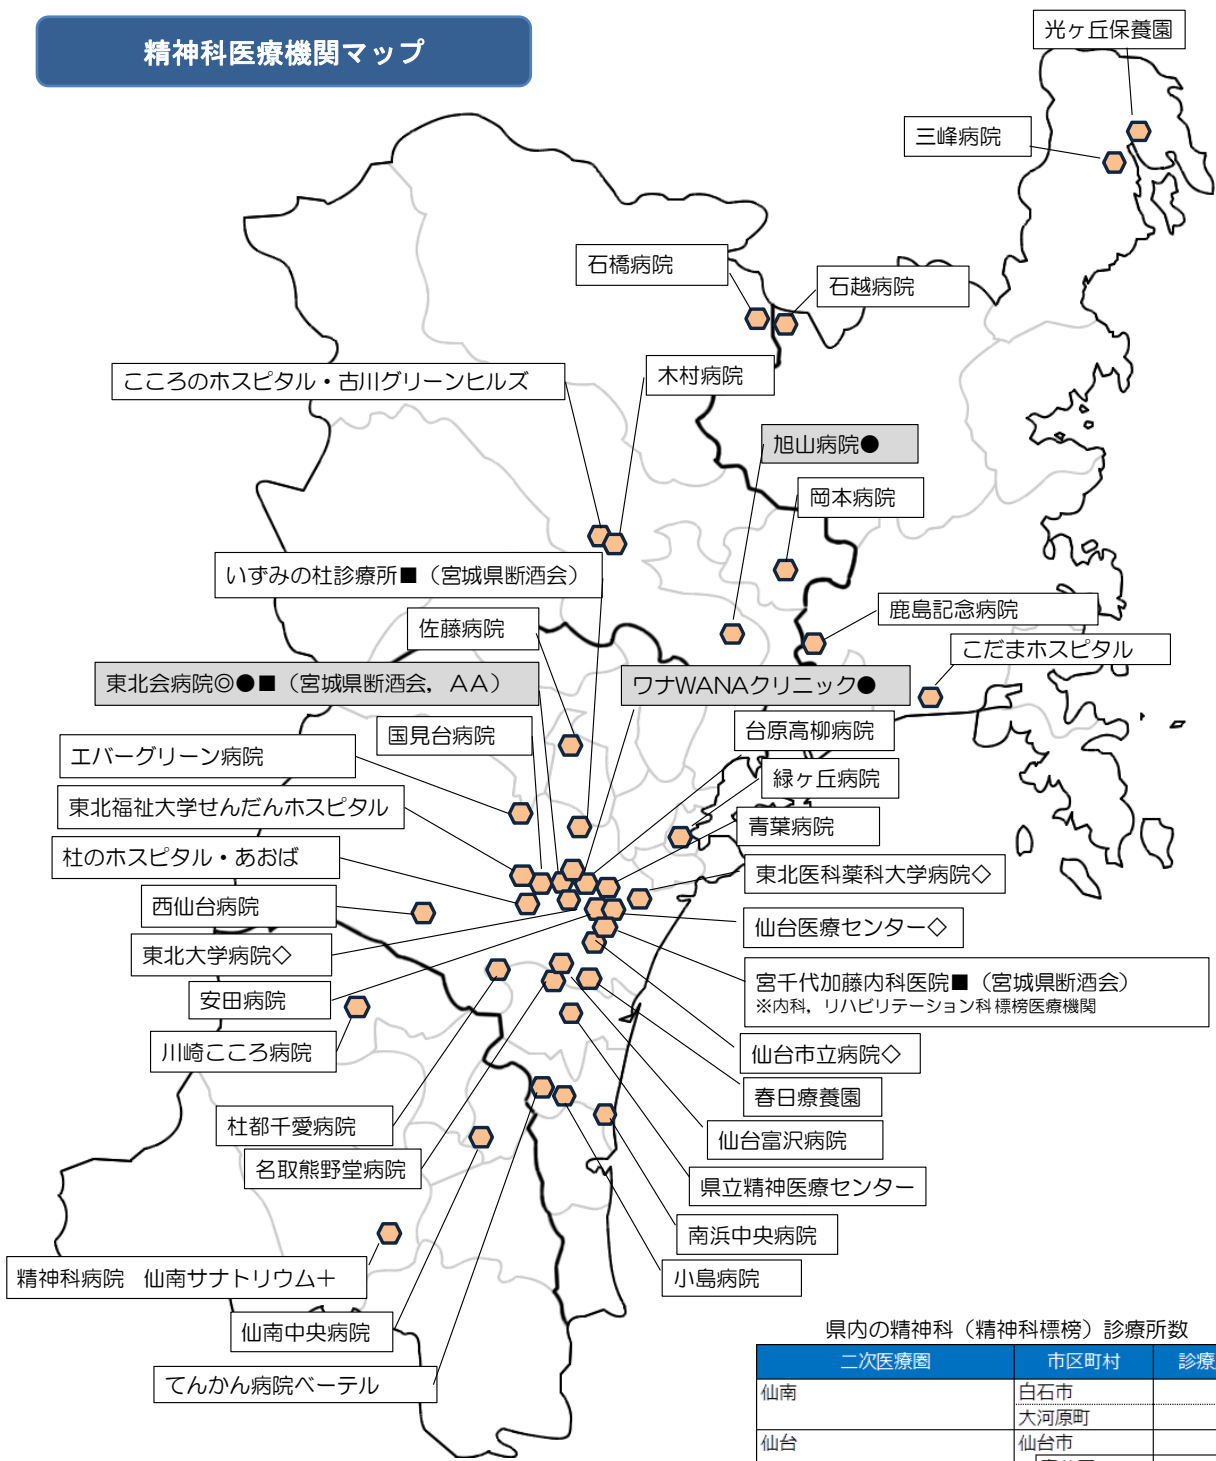 精神科医療機関マップ
光ヶ丘保養園
三峰病院
石橋病院
石越病院
こころのホスピタル・古川グリーンヒルズ
木村病院
旭山病院●
岡本病院
いずみの杜診療所■（宮城県断酒会）
鹿島記念病院
佐藤病院
こだまホスピタル
東北会病院◎●■（宮城県断酒会，ＡＡ）
ワナWANAクリニック●
国見台病院
台原高柳病院
エバーグリーン病院
緑ヶ丘病院
東北福祉大学せんだんホスピタル
青葉病院
杜のホスピタル・あおば
東北医科薬科大学病院◇
西仙台病院
仙台医療センター◇
東北大学病院◇
宮千代加藤内科医院■（宮城県断酒会）
※内科，リハビリテーション科標榜医療機関
安田病院
川崎こころ病院
仙台市立病院◇
春日療養園
杜都千愛病院
仙台富沢病院
名取熊野堂病院
県立精神医療センター
南浜中央病院
精神科病院　仙南サナトリウム＋
小島病院
仙南中央病院
てんかん病院ベーテル
県内の精神科（精神科標榜）診療所数
二次医療圏 市区町村 診療
仙南 白石市
大河原町
仙台 仙台市